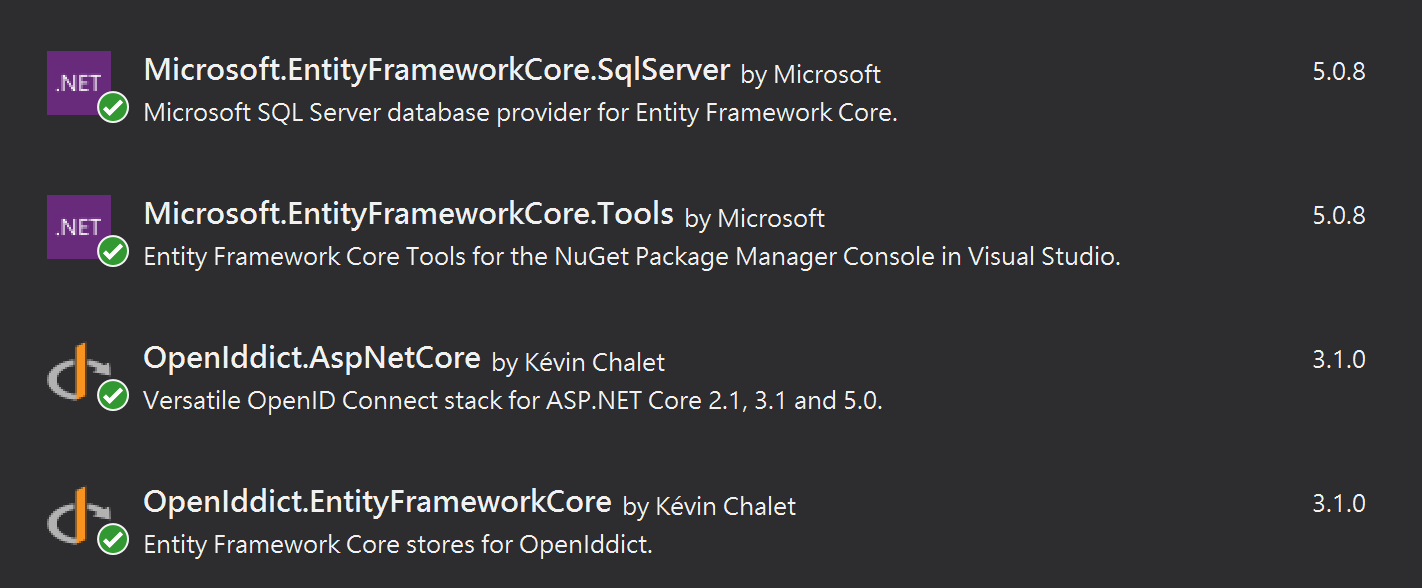 .NET
Microsoft.EntityFrameworkCore.SqlServer by Microsoft 5.0.8
Microsoft SQL Server database provider for Entity Framework Core.
.NET
Microsoft.EntityFrameworkCore.Tools by Microsoft 5.0.8
Entity Framework Core Tools for the NuGet Package Manager Console in Visual Studio.
OpenIddict.AspNetCore by Kévin Chalet 3.1.0
Versatile OpenID Connect stack for ASP.NET Core 2.1, 3.1 and 5.0.
OpenIddict.EntityFrameworkCore by Kévin Chalet 3.1.0
Entity Framework Core stores for OpenIddict.